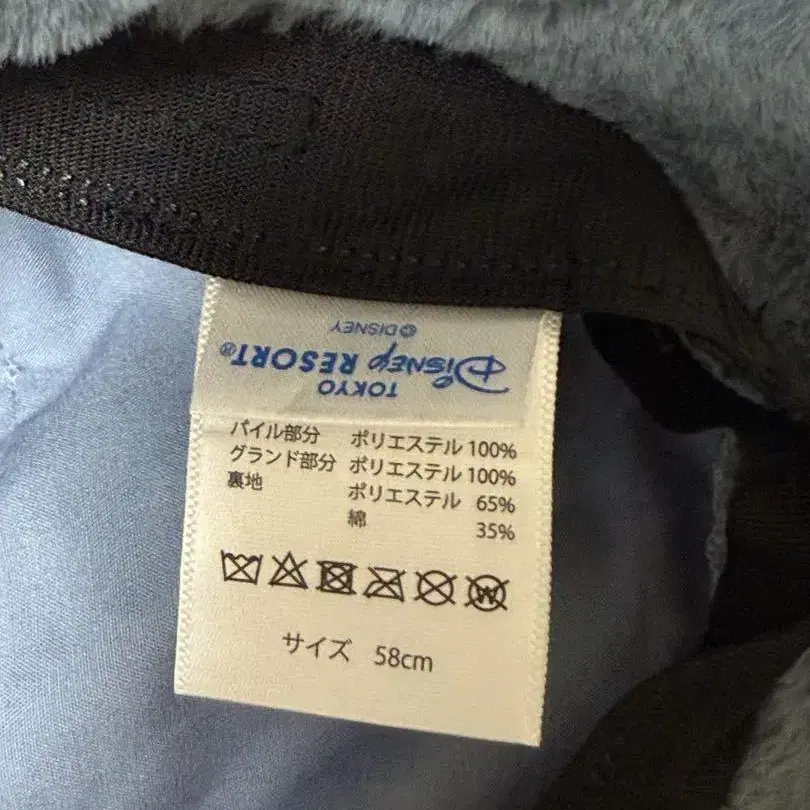 TOKYO
Disney RESORT®
© DISNEY
パイル部分 ポリエステル 100%
グランド部分 ポリエステル 100%
裏地 ポリエステル 65%
綿 35%
W
サイズ 58cm